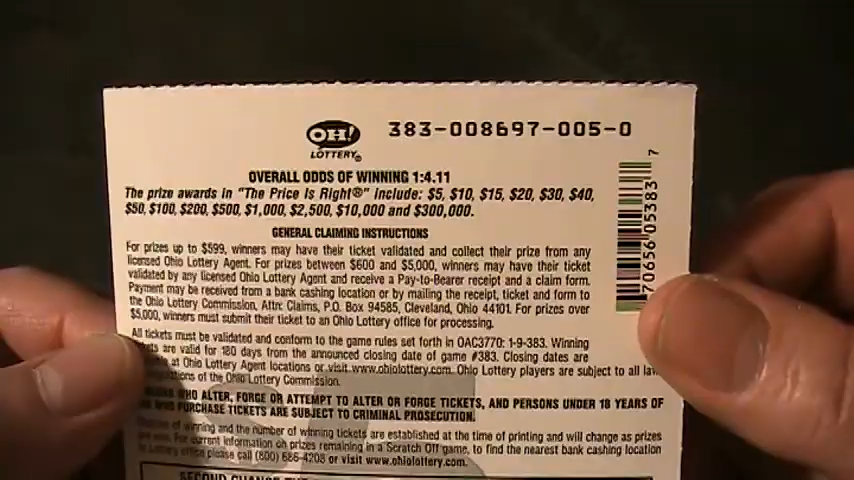 OH!
LOTTERY®
383-008697-005-0
OVERALL ODDS OF WINNING 1:4.11
The prize awards in "The Price Is Right®" include: $5, $10, $15, $20, $30, $40,
$50, $100, $200, $500, $1,000, $2,500, $10,000 and $300,000.
GENERAL CLAIMING INSTRUCTIONS
For prizes up to $599, winners may have their ticket validated and collect their prize from any
licensed Ohio Lottery Agent. For prizes between $600 and $5,000, winners may have their ticket
validated by any licensed Ohio Lottery Agent and receive a Pay-to-Bearer receipt and a claim form.
Payment may be received from a bank cashing location or by mailing the receipt, ticket and form to
the Ohio Lottery Commission, Attn: Claims, P.O. Box 94585, Cleveland, Ohio 44101. For prizes over
$5,000, winners must submit their ticket to an Ohio Lottery office for processing.
All tickets must be validated and conform to the game rules set forth in OAC3770: 1-9-383. Winning
are valid for 180 days from the announced closing date of game #383. Closing dates are
at Ohio Lottery Agent locations or visit www.ohiolottery.com. Ohio Lottery players are subject to all
of the Ohio Lottery Commission.
WHO ALTER, FORGE OR ATTEMPT TO ALTER OR FORGE TICKETS, AND PERSONS UNDER 18 YEARS OF
WHO PURCHASE TICKETS ARE SUBJECT TO CRIMINAL PROSECUTION.
of winning and the number of winning tickets are established at the time of printing and will change as prizes
are won. For current information on prizes remaining in a Scratch Off game, to find the nearest bank cashing location
or Lottery office please call (800) 686-4208 or visit www.ohiolottery.com.
SECOND CHANCE
70656 05383 7